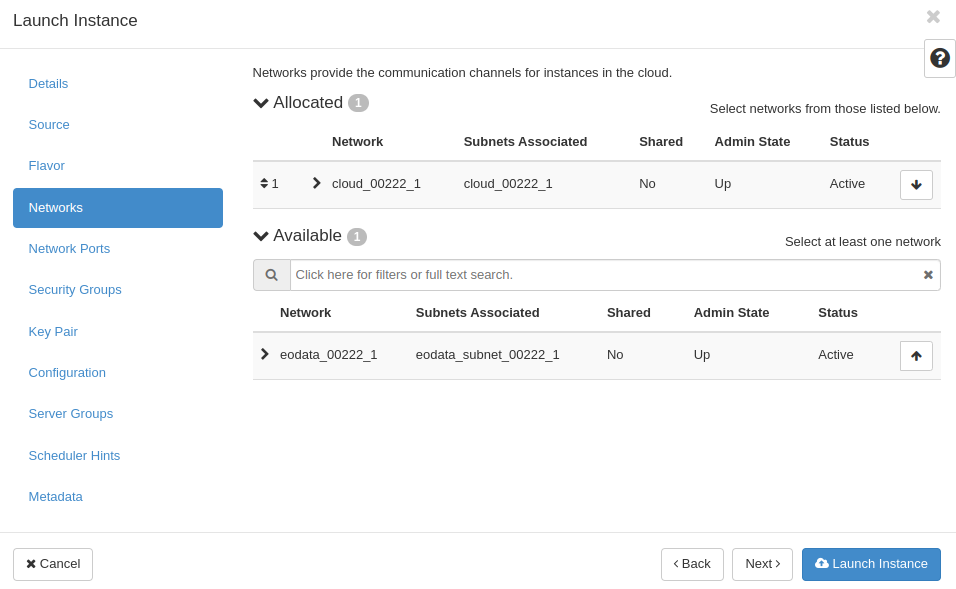 Launch Instance
Details
Source
Flavor
Networks
Network Ports
Security Groups
Key Pair
Configuration
Server Groups
Scheduler Hints
Metadata
Networks provide the communication channels for instances in the cloud.
Allocated 1
Select networks from those listed below.
Network Subnets Associated Shared Admin State Status
1 cloud_00222_1 cloud_00222_1 No Up Active
Available 1
Select at least one network
Click here for filters or full text search.
Network Subnets Associated Shared Admin State Status
eodata_00222_1 eodata_subnet_00222_1 No Up Active
Cancel
Back
Next
Launch Instance